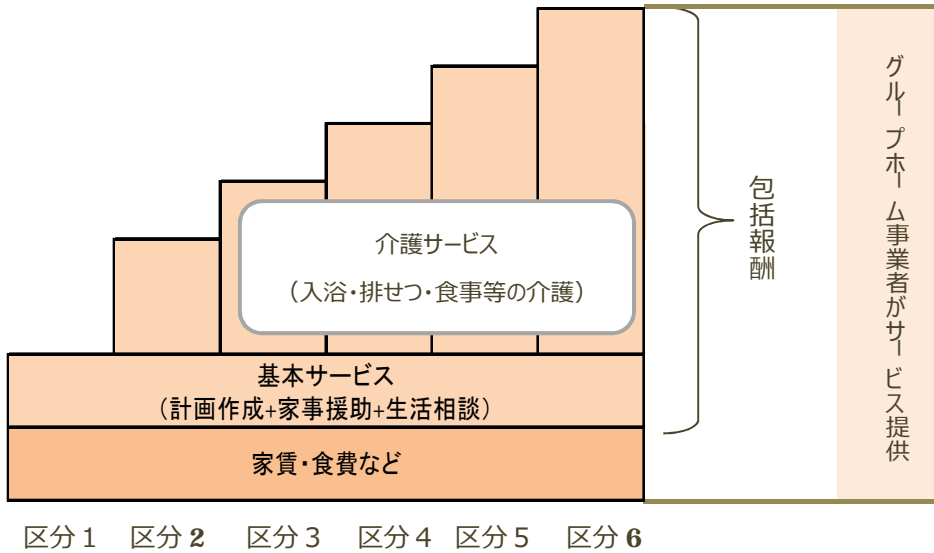 介護サービス
（入浴・排せつ・食事等の介護）
基本サービス
（計画作成+家事援助+生活相談）
家賃・食費など
包括報酬
グループホーム事業者がサービス提供
区分１ 区分２ 区分３ 区分４ 区分５ 区分６